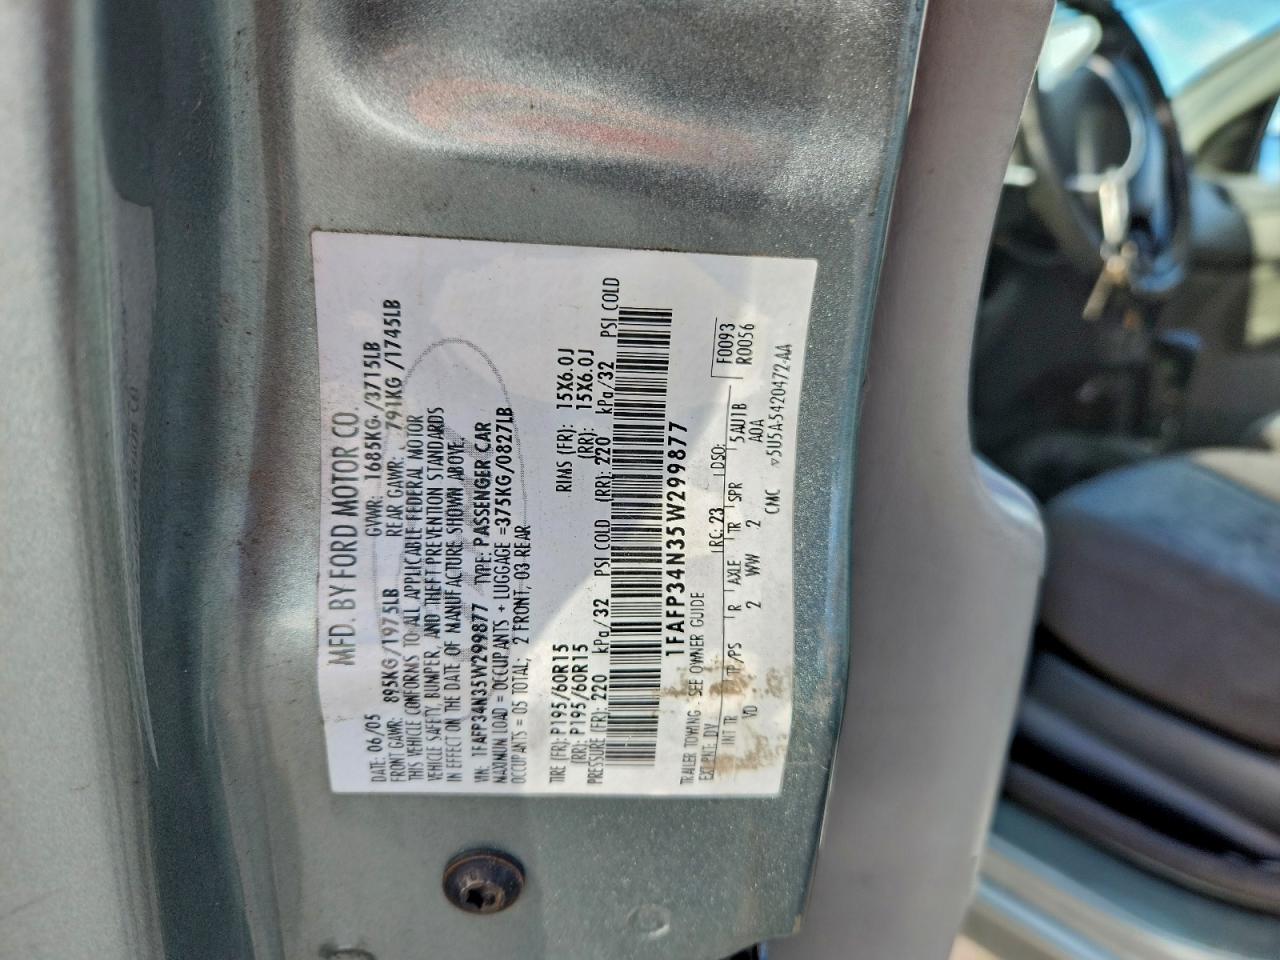 MFD. BY FORD MOTOR CO.
DATE: 06/05 GVWR: 1685KG /3715LB
FRONT GAWR: 895KG/1975LB REAR GAWR: 791KG /1745LB
THIS VEHICLE CONFORMS TO ALL APPLICABLE FEDERAL MOTOR
VEHICLE SAFETY, BUMPER, AND THEFT PREVENTION STANDARDS
IN EFFECT ON THE DATE OF MANUFACTURE SHOWN ABOVE.
VIN: 1FAFP34N35W299877 TYPE: PASSENGER CAR
MAXIMUM LOAD = OCCUPANTS + LUGGAGE =375KG/0827LB
OCCUPANTS = 05 TOTAL; 2 FRONT, 03 REAR
TIRE (FR): P195/60R15 RIMS (FR): 15X6.0J
(RR): P195/60R15 (RR): 15X6.0J
PRESSURE (FR): 220 kPa/32 PSI COLD (RR): 220 kPa/32 PSI COLD
1FAFP34N35W299877
TRAILER TOWING - SEE OWNER GUIDE
EXT PNT: RC: 23 DSO: F0093
INT TR TP/PS R AXLE TR SPR 5AU1B R0056
YD 2 WW 2 A0A
CMC ▽5U5A-5420472-AA